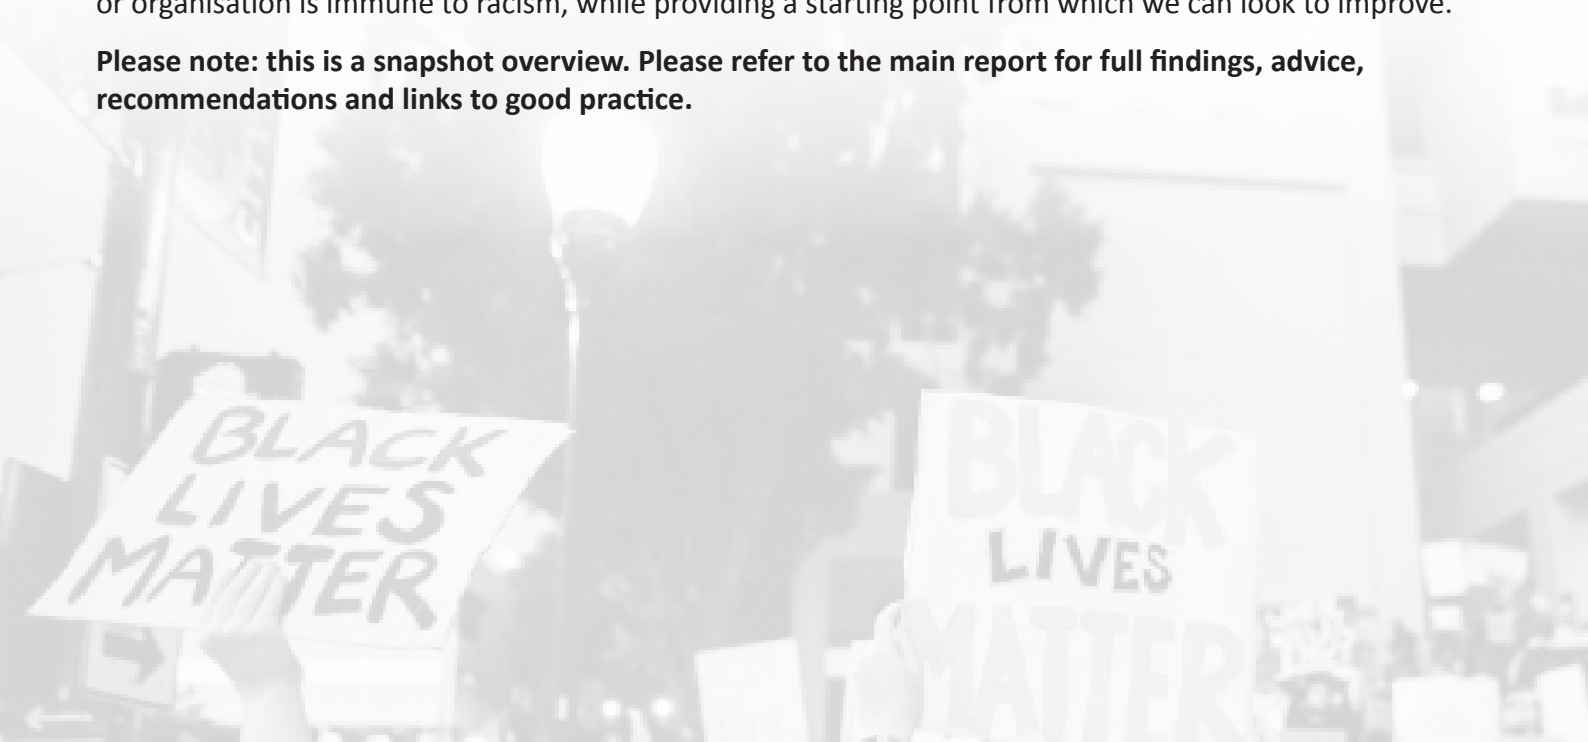 or organisation is immune to racism, while providing a starting point from which we can look to improve.
Please note: this is a snapshot overview. Please refer to the main report for full findings, advice,
recommendations and links to good practice.
BLACK
LIVES
MATTER
BLACK
LIVES
MATTER